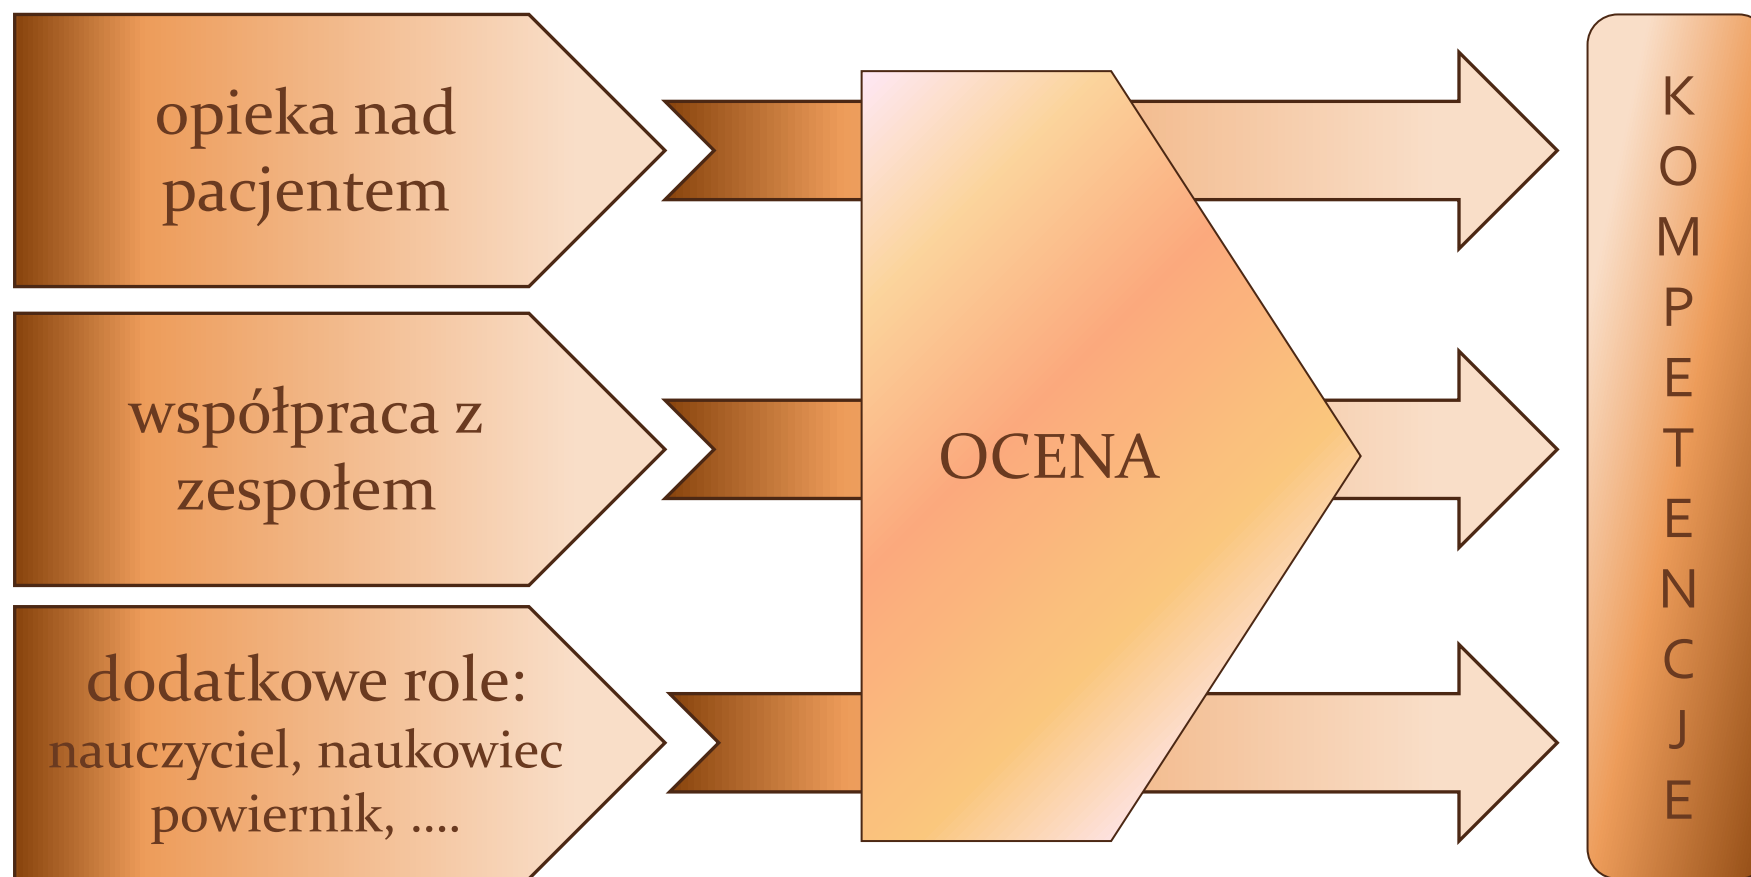 opieka nad
pacjentem
współpraca z
zespołem
dodatkowe role:
nauczyciel, naukowiec
powiernik, ....
OCENA
K
O
M
P
E
T
E
N
C
J
E